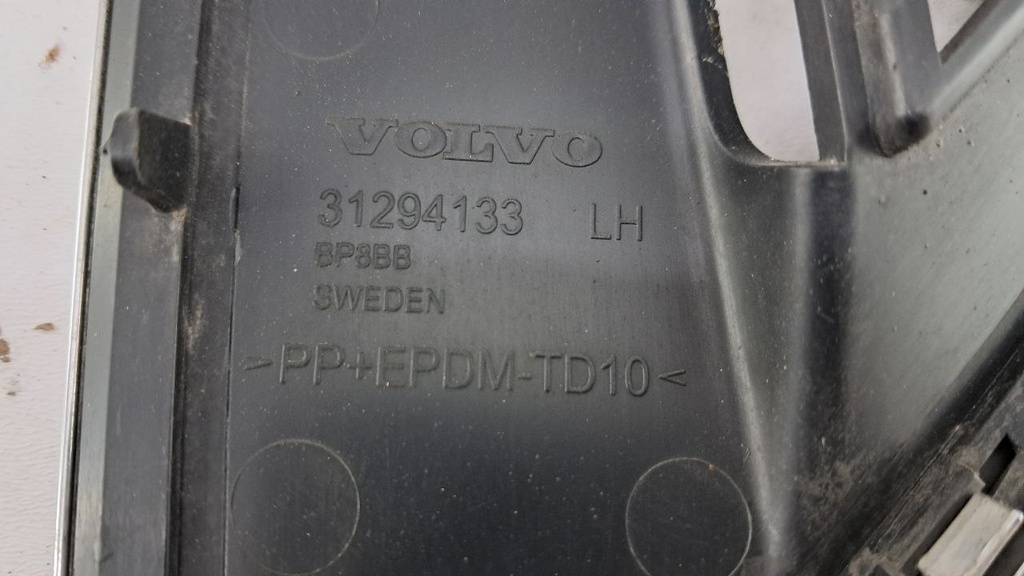 VOLVO
31294133 LH
BP8BB
SWEDEN
>PP+EPDM-TD10<